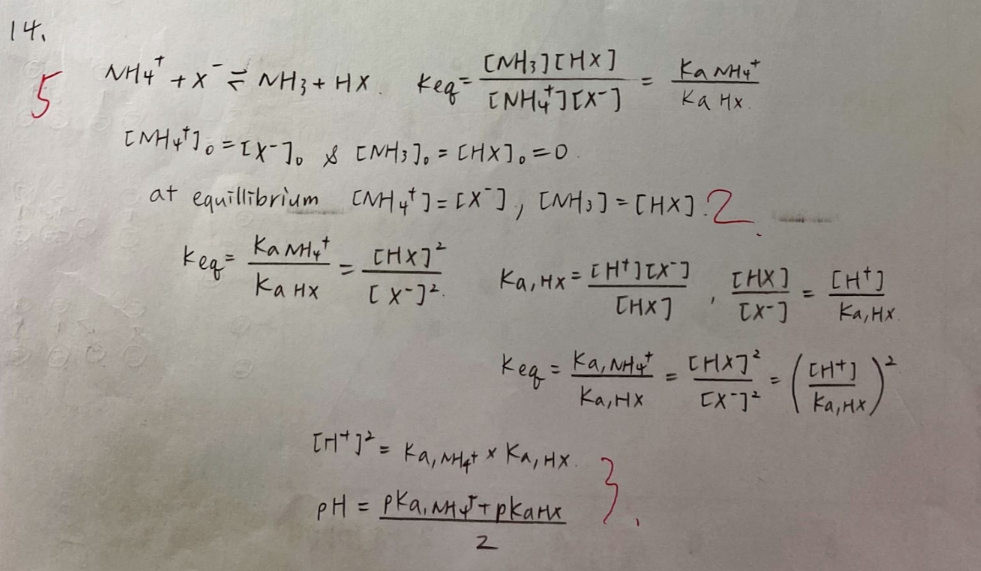 14.
5
NH₄⁺ + X⁻ ⇌ NH₃ + HX. Keq = [NH₃][HX] / [NH₄⁺][X⁻] = Ka NH₄⁺ / Ka HX.
[NH₄⁺]₀ = [X⁻]₀ & [NH₃]₀ = [HX]₀ = 0.
at equillibrium [NH₄⁺] = [X⁻], [NH₃] = [HX]. 2.
Keq = Ka NH₄⁺ / Ka HX = [HX]² / [X⁻]². Ka, HX = [H⁺][X⁻] / [HX] , [HX] / [X⁻] = [H⁺] / Ka, HX.
Keq = Ka, NH₄⁺ / Ka, HX = [HX]² / [X⁻]² = ([H⁺] / Ka, HX)²
[H⁺]² = Ka, NH₄⁺ × Ka, HX.
3.
pH = (pKa, NH₄⁺ + pKa HX) / 2